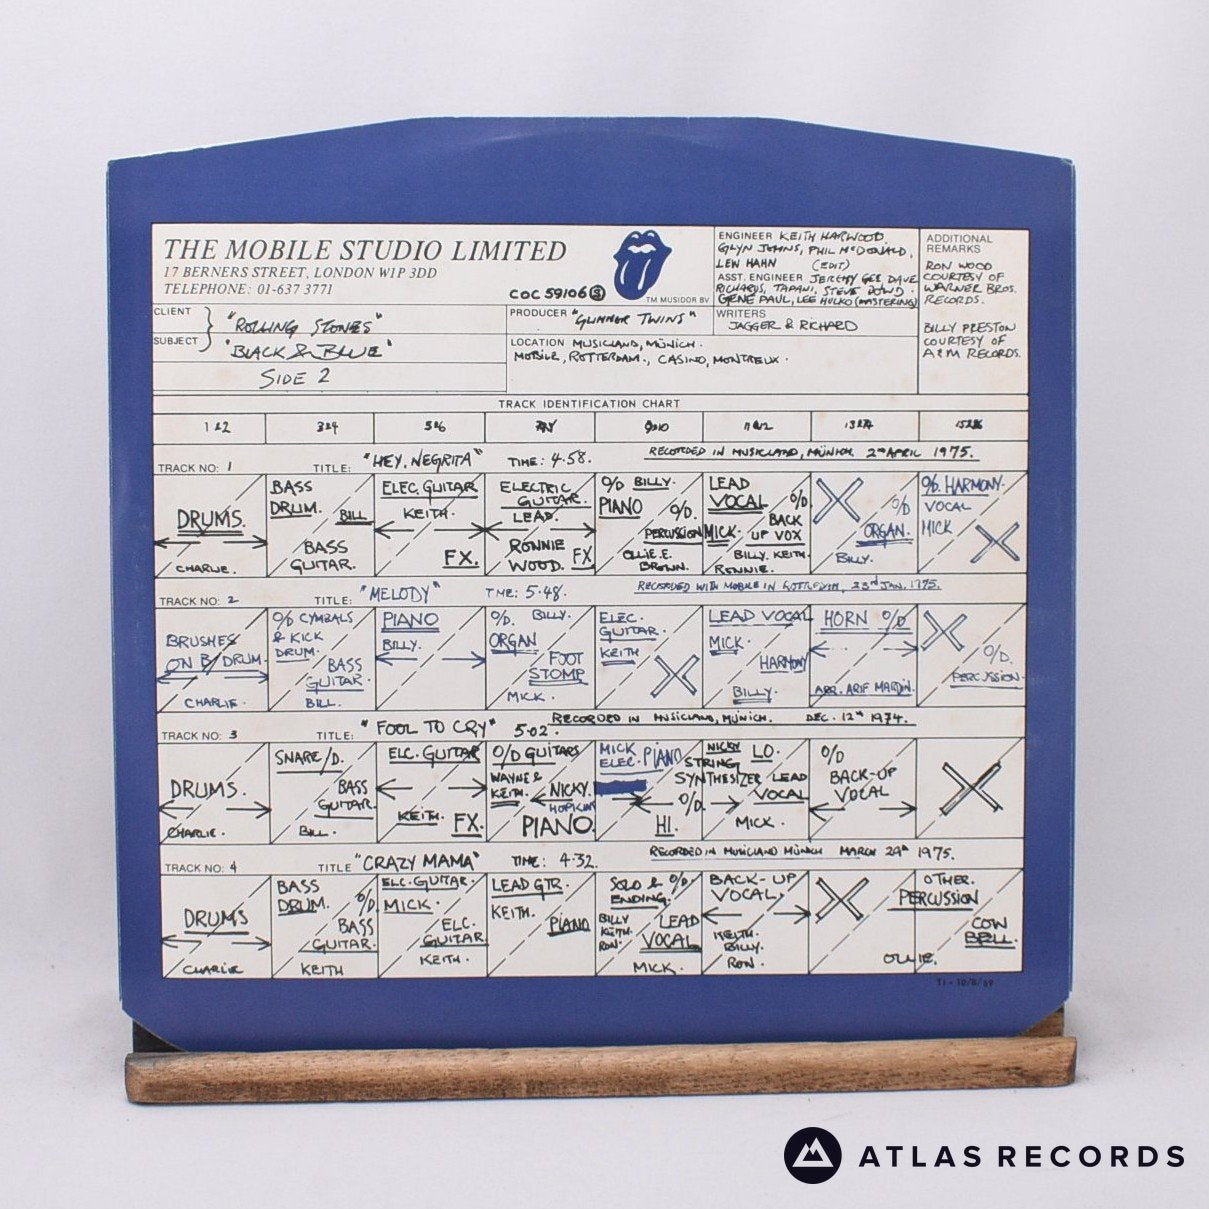 THE MOBILE STUDIO LIMITED
17 BERNERS STREET, LONDON W1P 3DD
TELEPHONE: 01-637 3771
COC 59106
TM MUSIDOR BV
ENGINEER KEITH HARWOOD,
GLYN JOHNS, PHIL McDONALD,
LEW HAHN (EDIT)
ASST. ENGINEER JEREMY GEE, DAVE
RICHARDS, TAPANI, STEVE DOWD.
GENE PAUL, LEE HULKO (MASTERING)
ADDITIONAL
REMARKS
RON WOOD
COURTESY OF
WARNER BROS.
RECORDS.
BILLY PRESTON
COURTESY OF
A&M RECORDS.
CLIENT "ROLLING STONES"
SUBJECT "BLACK & BLUE"
SIDE 2
PRODUCER "GLIMMER TWINS"
WRITERS
JAGGER & RICHARD
LOCATION MUSICLAND, MÜNICH.
MOBILE, ROTTERDAM., CASINO, MONTREUX.
TRACK IDENTIFICATION CHART
1&2 3&4 5&6 9&10 11&12 13&14 15&16
TRACK NO: 1 TITLE: "HEY, NEGRITA" TIME: 4.58. RECORDED IN MUSICLAND, MÜNICH 2nd APRIL 1975.
DRUMS.
CHARLIE.
BASS
DRUM.
BILL
BASS
GUITAR.
ELEC. GUITAR
KEITH.
FX.
ELECTRIC
GUITAR.
LEAD.
RONNIE
WOOD. FX
O/D BILLY.
PIANO
O/D.
PERCUSSION
OLLIE.E.
BROWN.
LEAD
VOCAL
MICK.
O/D
BACK
UP VOX
BILLY. KEITH.
RONNIE.
X
O/D
ORGAN.
BILLY.
O/D. HARMONY.
VOCAL
MICK
X
TRACK NO: 2 TITLE: "MELODY" TIME: 5.48. RECORDED WITH MOBILE IN ROTTERDAM, 23rd JAN. 1975.
BRUSHES
ON B/DRUM.
CHARLIE.
O/D CYMBALS
& KICK
DRUM.
BASS
GUITAR.
BILL.
PIANO
BILLY.
O/D. BILLY.
ORGAN
FOOT
STOMP
MICK.
ELEC.
GUITAR.
KEITH
X
LEAD VOCAL
MICK.
HARMONY
BILLY.
HORN O/D
ARR. ARIF MARDIN.
X
O/D.
PERCUSSION.
TRACK NO: 3 TITLE: "FOOL TO CRY" 5.02. RECORDED IN MUSICLAND, MÜNICH. DEC. 12th 1974.
DRUMS.
CHARLIE.
SNARE/D.
BASS
GUITAR.
BILL.
ELC. GUITAR
KEITH.
FX.
O/D GUITARS
WAYNE &
KEITH.
NICKY.
HOPKINS
PIANO.
MICK
ELEC. PIANO
O/D.
HI.
NICKY LO.
STRING
SYNTHESIZER LEAD
VOCAL
MICK.
O/D
BACK-UP
VOCAL
X
TRACK NO: 4 TITLE "CRAZY MAMA" TIME: 4.32. RECORDED IN MUSICLAND MÜNICH MARCH 29th 1975.
DRUMS
CHARLIE
BASS
DRUM.
O/D
BASS
GUITAR.
KEITH
ELC. GUITAR.
MICK.
ELC.
GUITAR.
KEITH.
LEAD GTR.
KEITH.
PIANO
SOLO & O/D.
ENDING.
BILLY
KEITH.
RON.
LEAD
VOCAL
MICK.
BACK-UP
VOCAL.
KEITH.
BILLY.
RON.
X
OTHER.
PERCUSSION
COW
BELL.
OLLIE.
ATLAS RECORDS